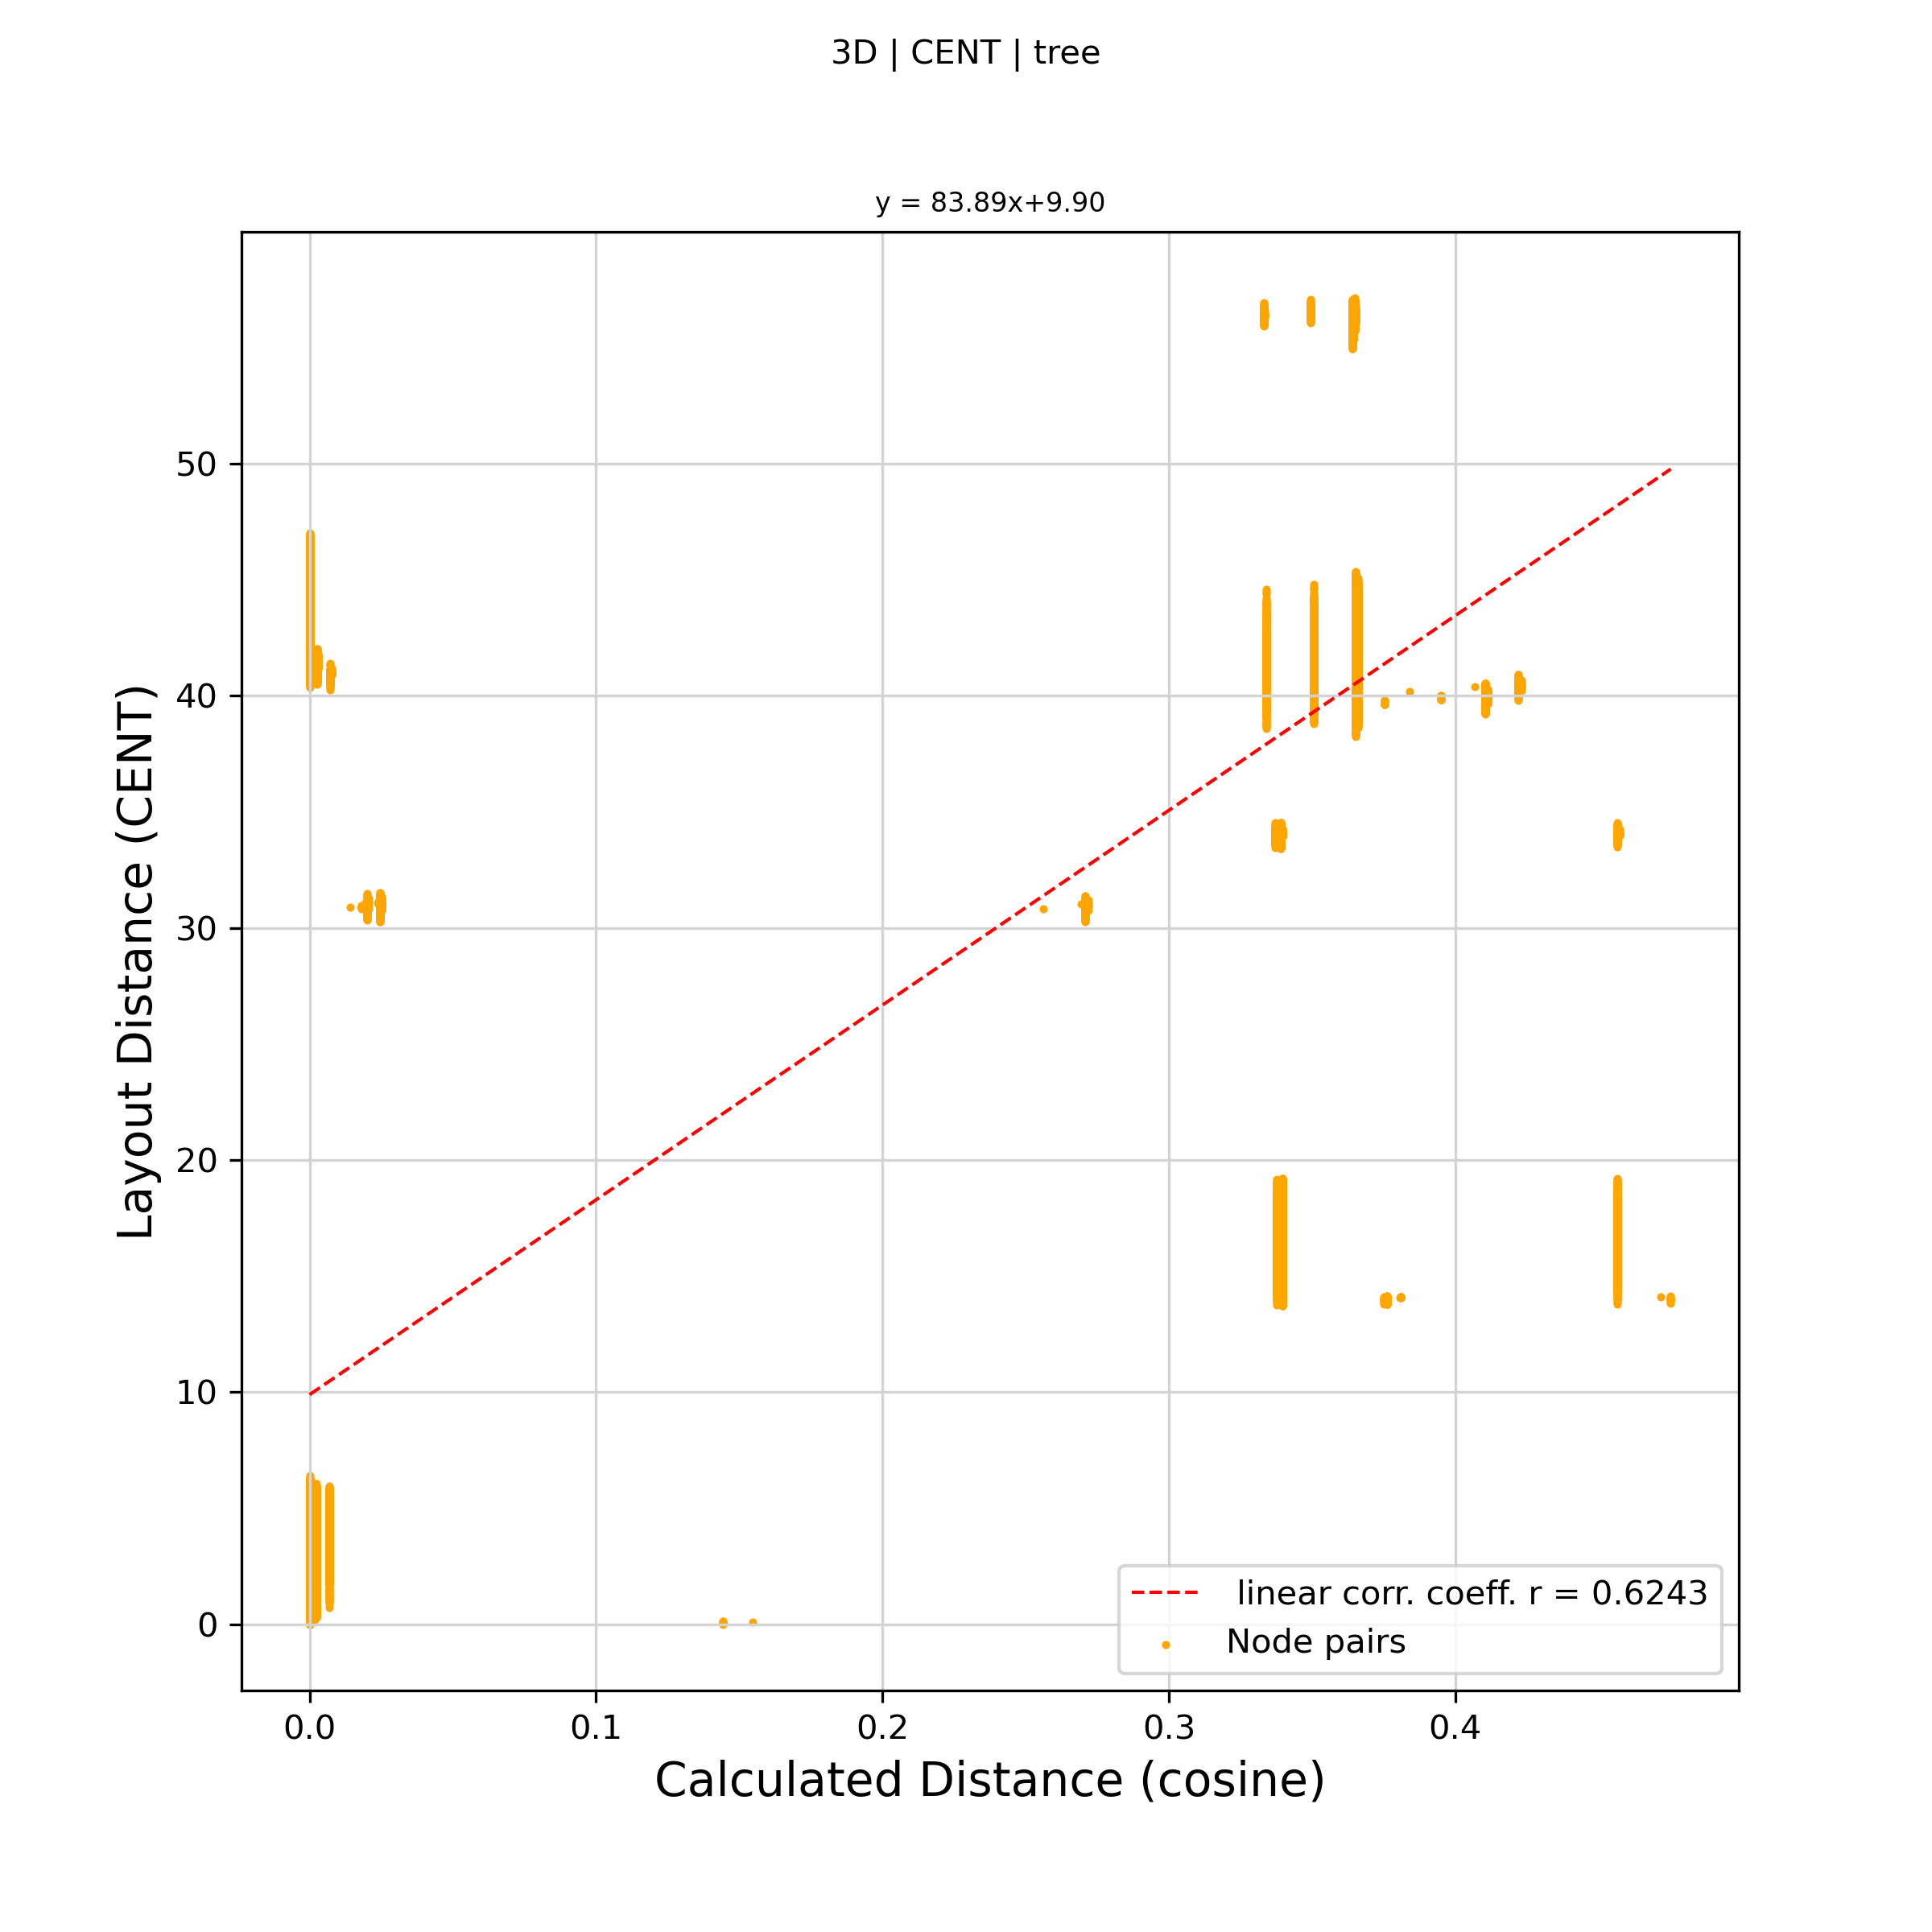 3D | CENT | tree
y = 83.89x+9.90
Layout Distance (CENT)
50
40
30
20
10
0
0.0 0.1 0.2 0.3 0.4
Calculated Distance (cosine)
linear corr. coeff. r = 0.6243
Node pairs